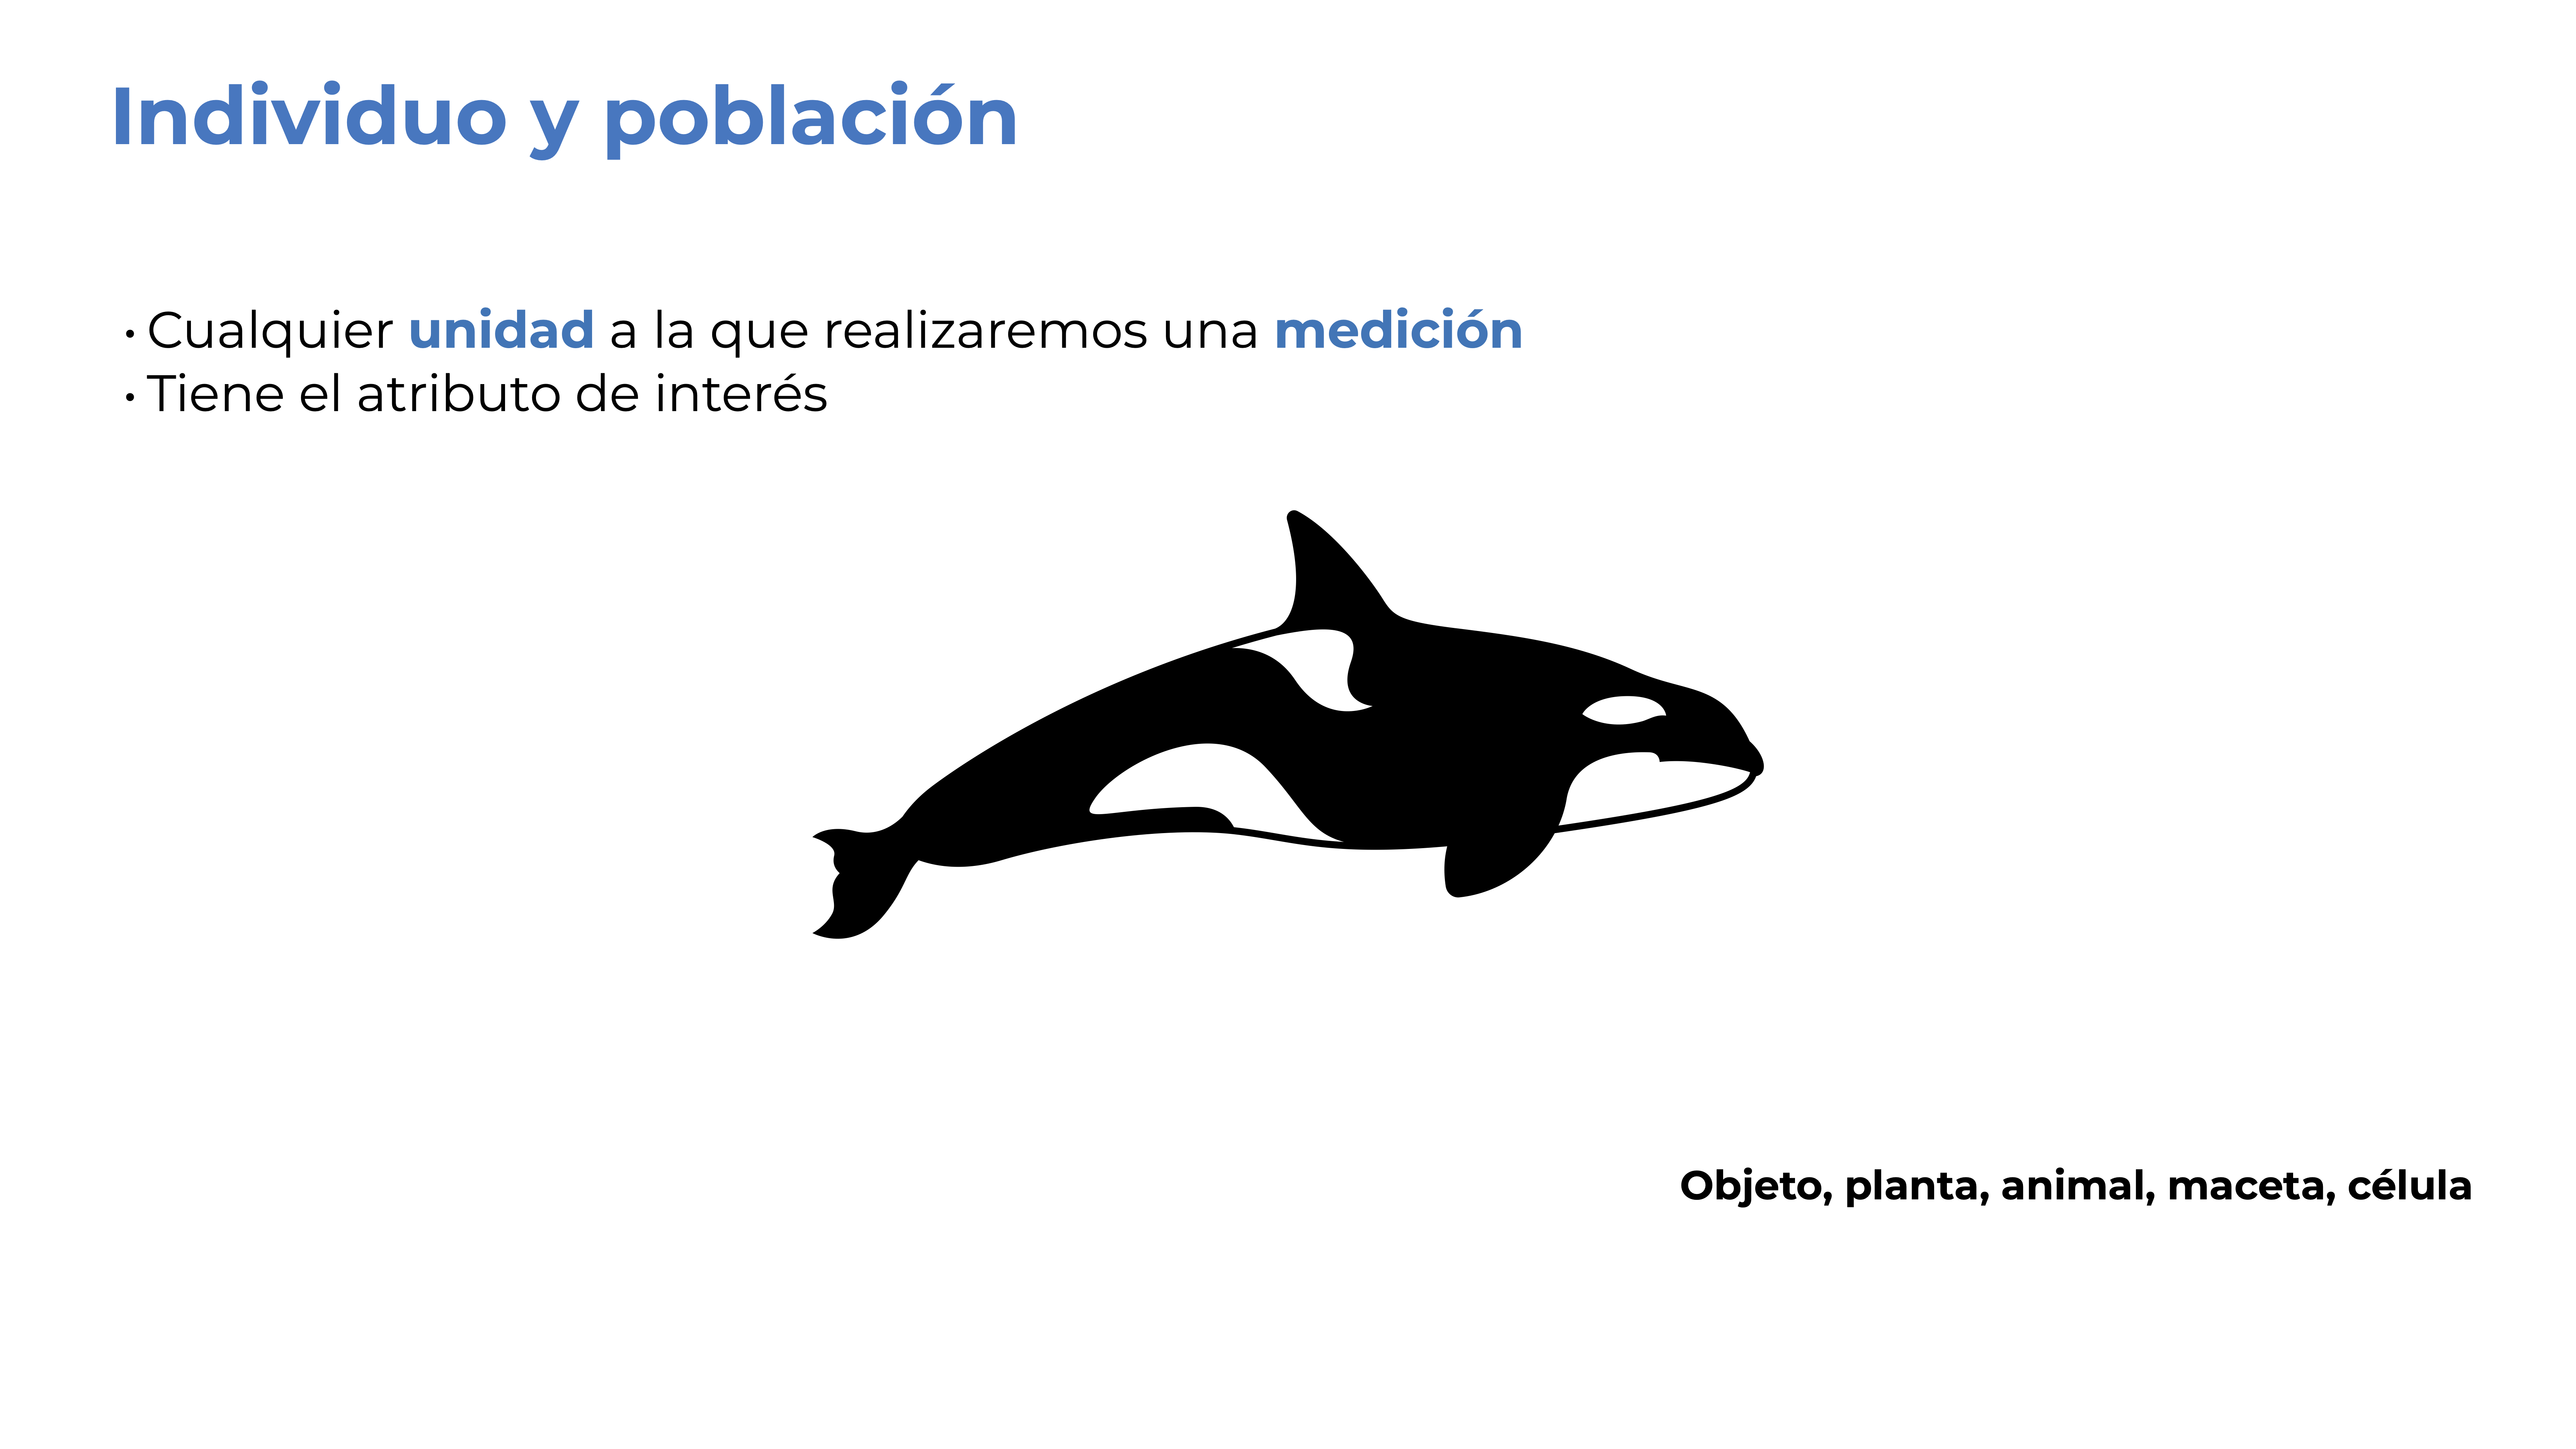 Individuo y población
• Cualquier unidad a la que realizaremos una medición
• Tiene el atributo de interés
Objeto, planta, animal, maceta, célula